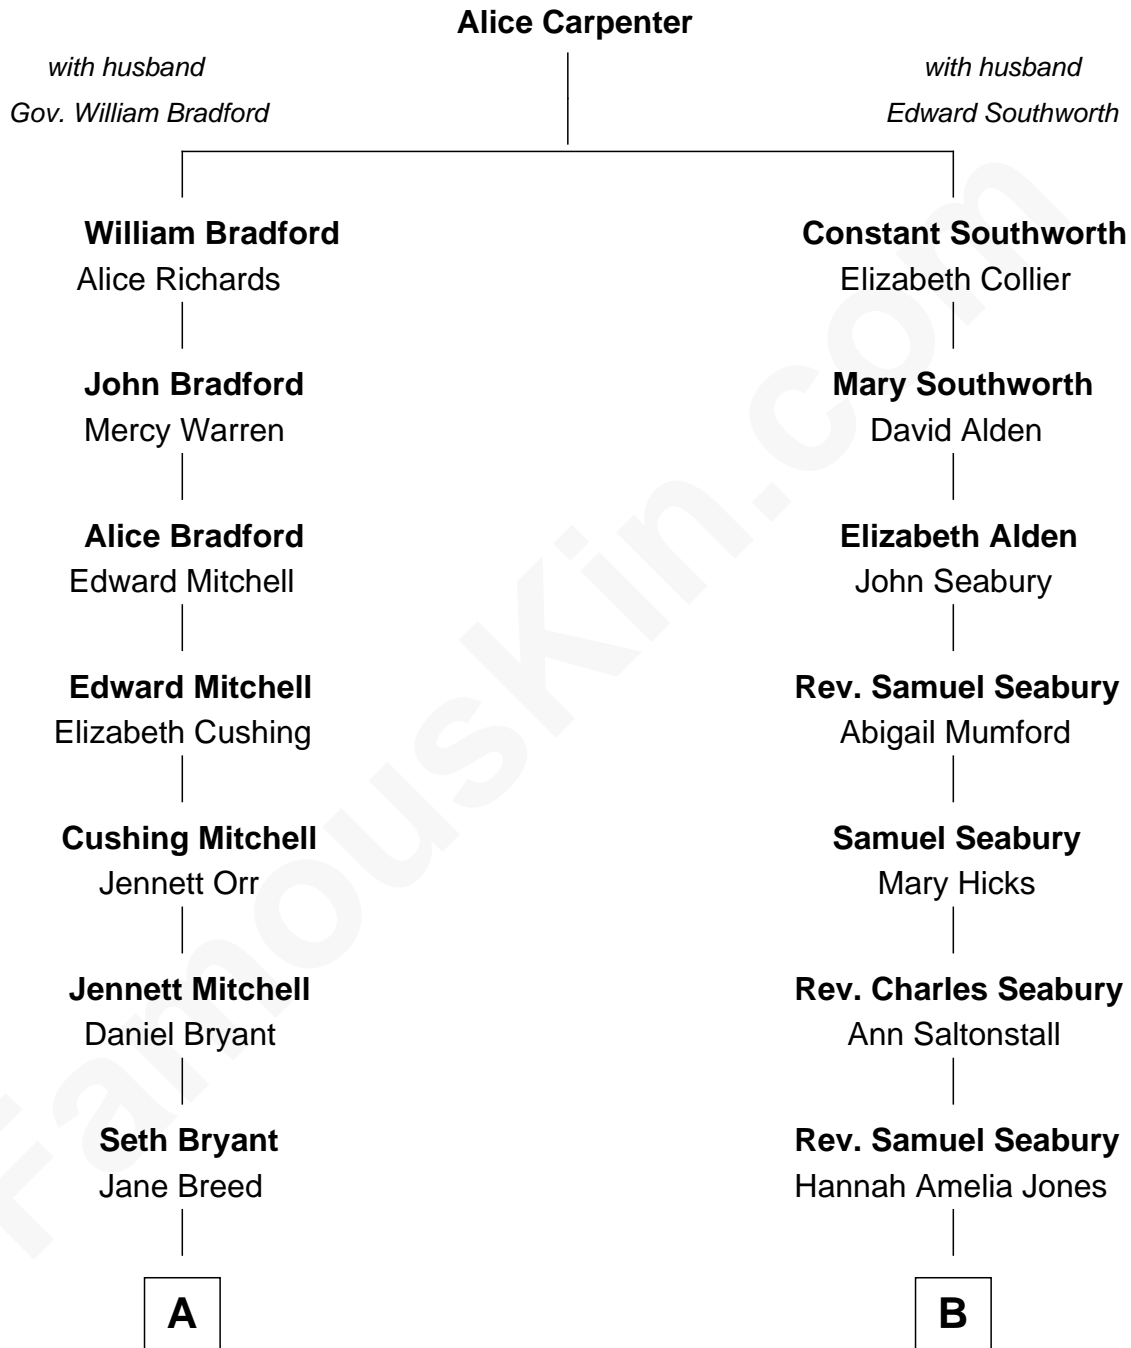 Alice Carpenter
with husband
Gov. William Bradford
with husband
Edward Southworth
William Bradford
Alice Richards
Constant Southworth
Elizabeth Collier
John Bradford
Mercy Warren
Mary Southworth
David Alden
Alice Bradford
Edward Mitchell
Elizabeth Alden
John Seabury
Edward Mitchell
Elizabeth Cushing
Rev. Samuel Seabury
Abigail Mumford
Cushing Mitchell
Jennett Orr
Samuel Seabury
Mary Hicks
Jennett Mitchell
Daniel Bryant
Rev. Charles Seabury
Ann Saltonstall
Seth Bryant
Jane Breed
Rev. Samuel Seabury
Hannah Amelia Jones
A
B
FamousKin.com